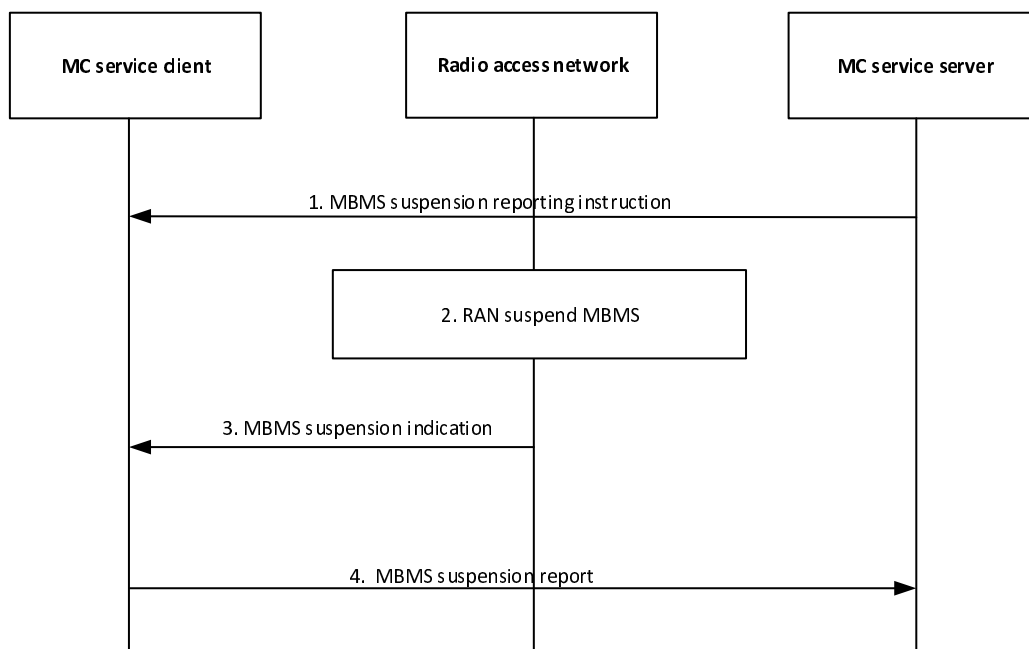 MC service client
Radio access network
MC service server
1. MBMS suspension reporting instruction
2. RAN suspend MBMS
3. MBMS suspension indication
4. MBMS suspension report